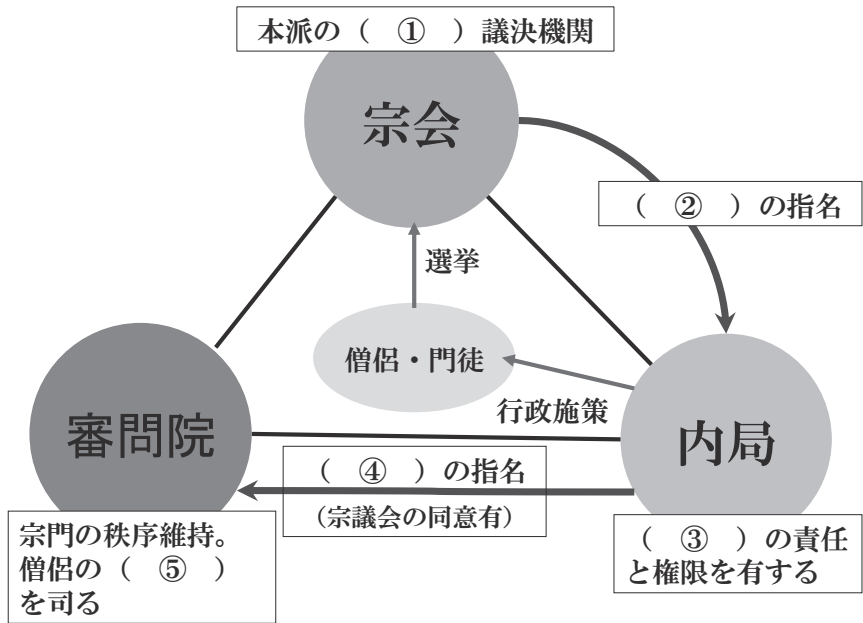 本派の（　①　）議決機関
宗会
（　②　）の指名
選挙
僧侶・門徒
行政施策
審問院
内局
（　④　）の指名
（宗議会の同意有）
宗門の秩序維持。
僧侶の（　⑤　）
を司る
（　③　）の責任
と権限を有する